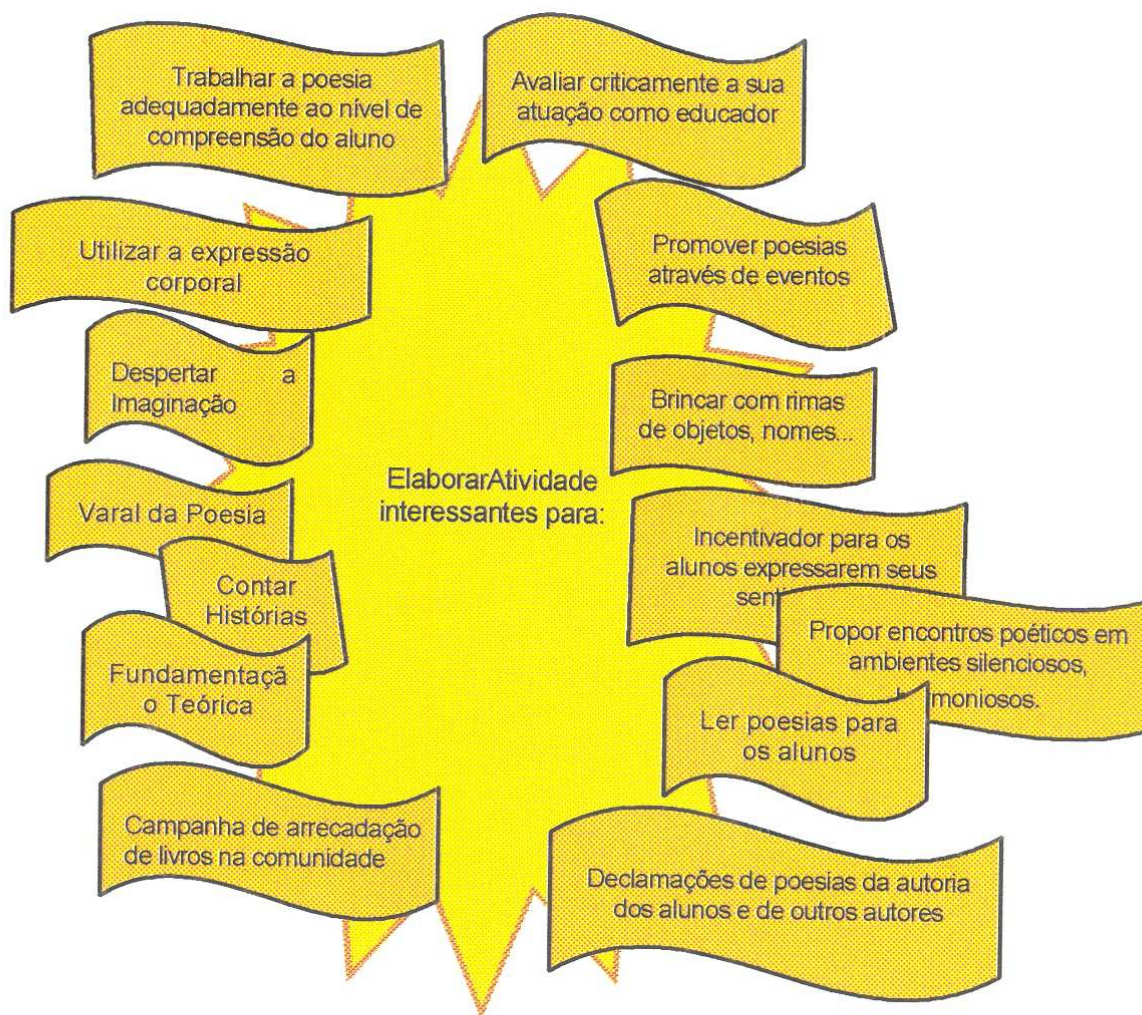 Trabalhar a poesia
adequadamente ao nível de
compreensão do aluno
Avaliar criticamente a sua
atuação como educador
Utilizar a expressão
corporal
Promover poesias
através de eventos
Despertar a
Imaginação
Brincar com rimas
de objetos, nomes...
ElaborarAtividade
interessantes para:
Varal da Poesia
Incentivador para os
alunos expressarem seus
Contar
Histórias
Propor encontros poéticos em
ambientes silenciosos,
Fundamentaçã
o Teórica
Ler poesias para
os alunos
Campanha de arrecadação
de livros na comunidade
Declamações de poesias da autoria
dos alunos e de outros autores